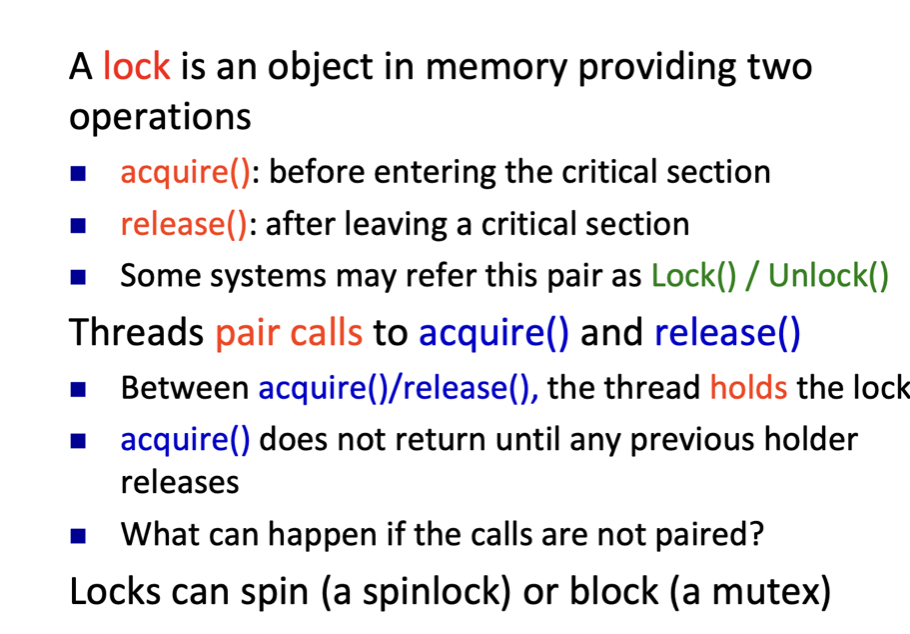 A lock is an object in memory providing two
operations
■ acquire(): before entering the critical section
■ release(): after leaving a critical section
■ Some systems may refer this pair as Lock() / Unlock()
Threads pair calls to acquire() and release()
■ Between acquire()/release(), the thread holds the lock
■ acquire() does not return until any previous holder
releases
■ What can happen if the calls are not paired?
Locks can spin (a spinlock) or block (a mutex)